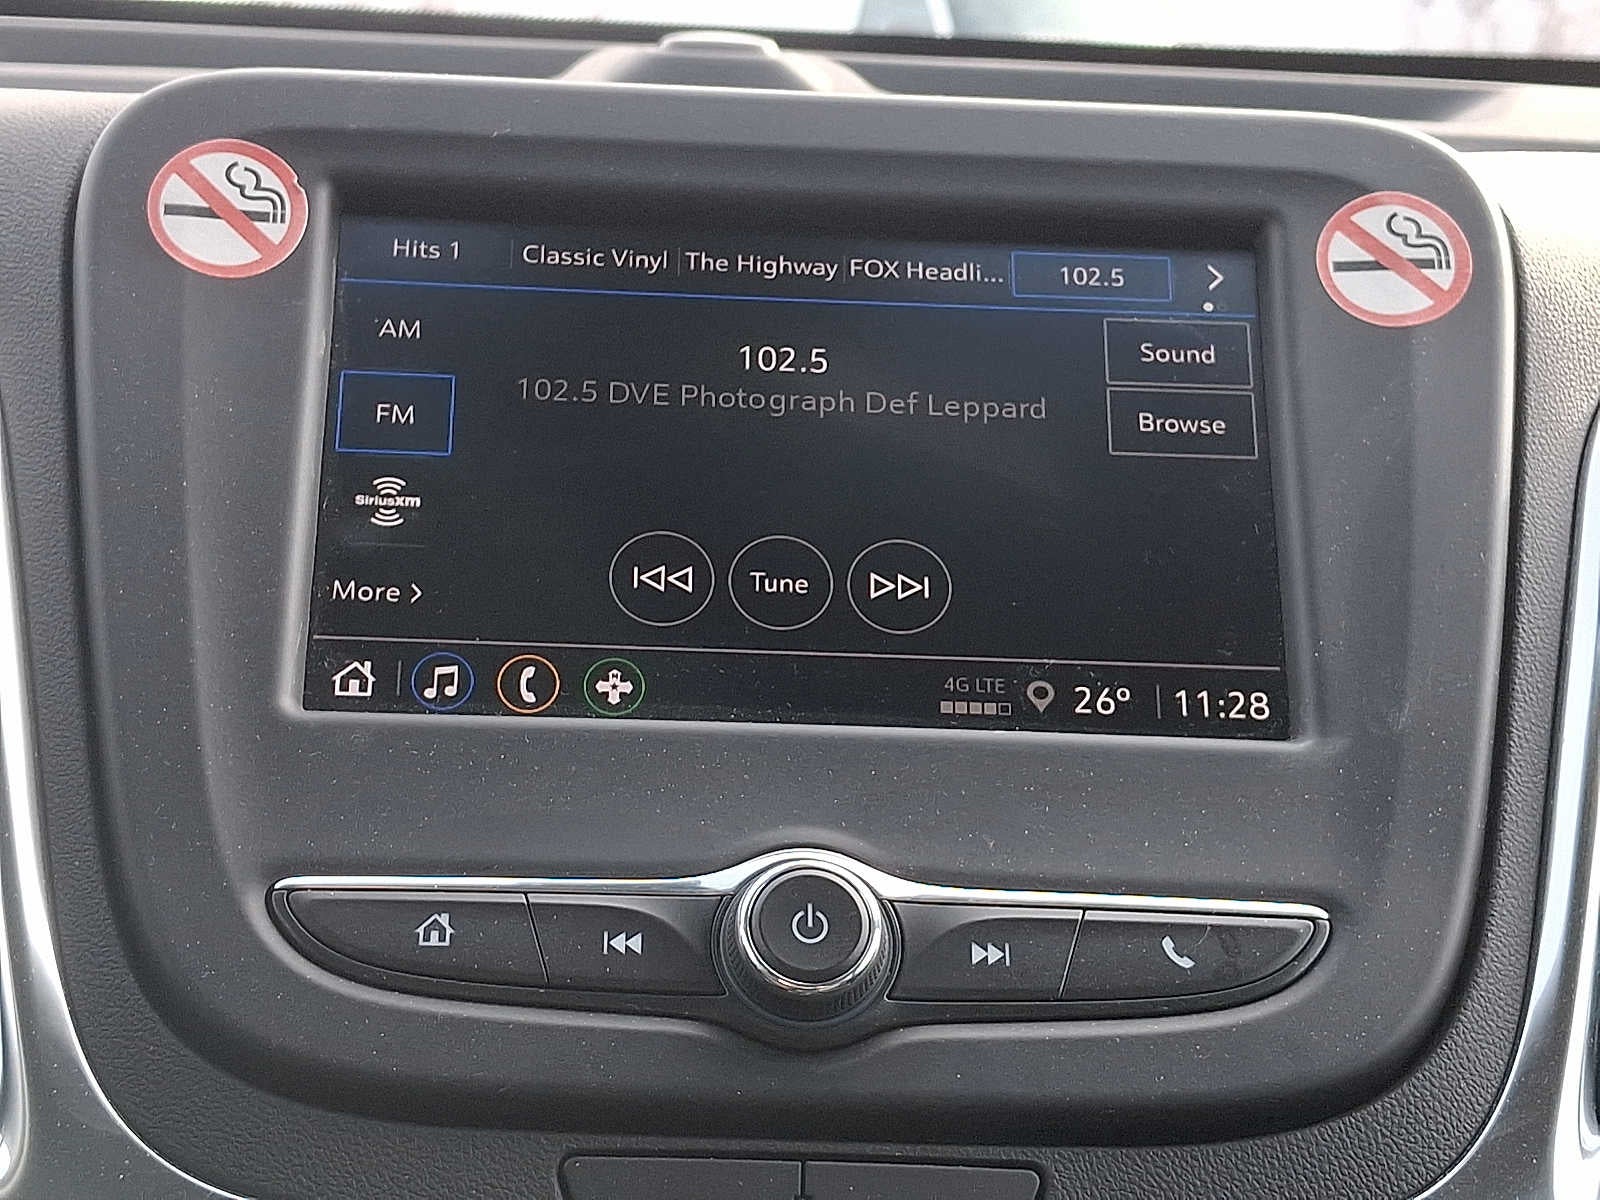 Hits 1 Classic Vinyl The Highway FOX Headli... 102.5
AM
102.5
Sound
102.5 DVE Photograph Def Leppard
FM
Browse
SiriusXm
Tune
More >
4G LTE
26° 11:28